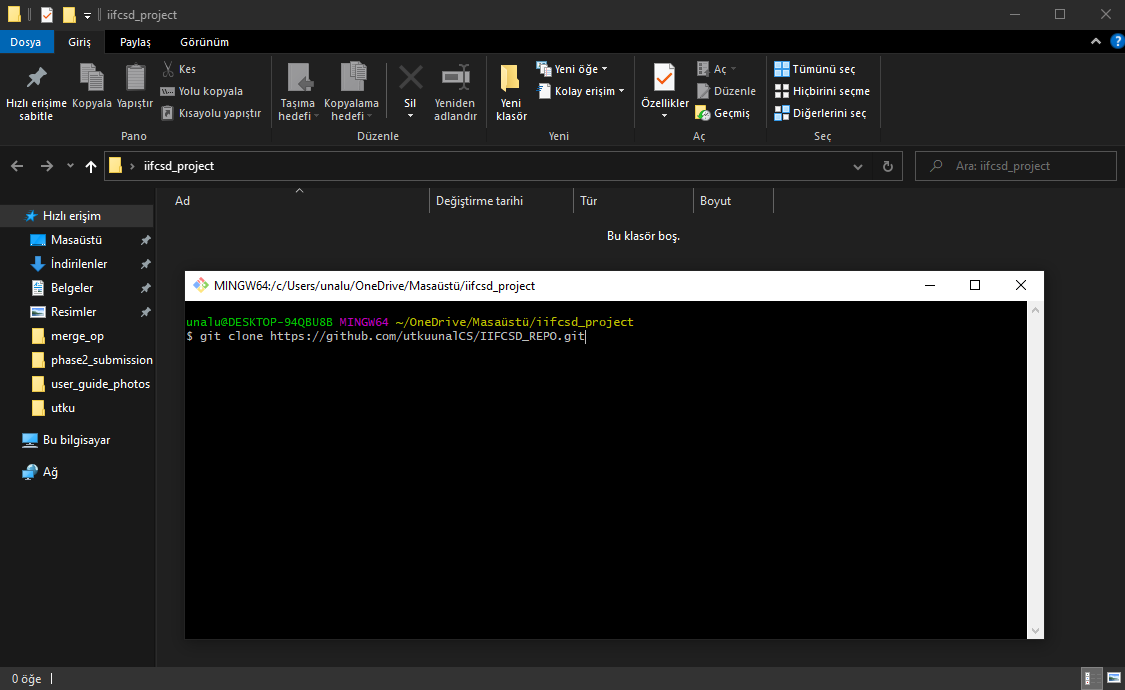 iifcsd_project
Dosya Giriş Paylaş Görünüm
Hızlı erişime sabitle
Kopyala
Yapıştır
Kes
Yolu kopyala
Kısayolu yapıştır
Pano
Taşıma hedefi
Kopyalama hedefi
Sil
Yeniden adlandır
Düzenle
Yeni klasör
Yeni öğe
Kolay erişim
Yeni
Özellikler
Aç
Düzenle
Geçmiş
Aç
Tümünü seç
Hiçbirini seçme
Diğerlerini seç
Seç
iifcsd_project
Ara: iifcsd_project
Ad Değiştirme tarihi Tür Boyut
Bu klasör boş.
Hızlı erişim
Masaüstü
İndirilenler
Belgeler
Resimler
merge_op
phase2_submission
user_guide_photos
utku
Bu bilgisayar
Ağ
MINGW64:/c/Users/unalu/OneDrive/Masaüstü/iifcsd_project
unalu@DESKTOP-94QBU8B MINGW64 ~/OneDrive/Masaüstü/iifcsd_project
$ git clone https://github.com/utkuunalCS/IIFCSD_REPO.git
0 öğe